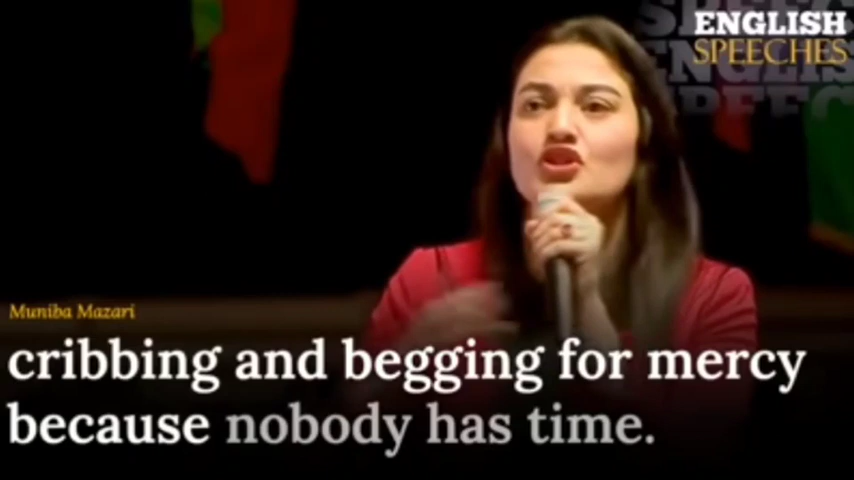 ENGLISH
SPEECHES
Muniba Mazari
cribbing and begging for mercy
because nobody has time.